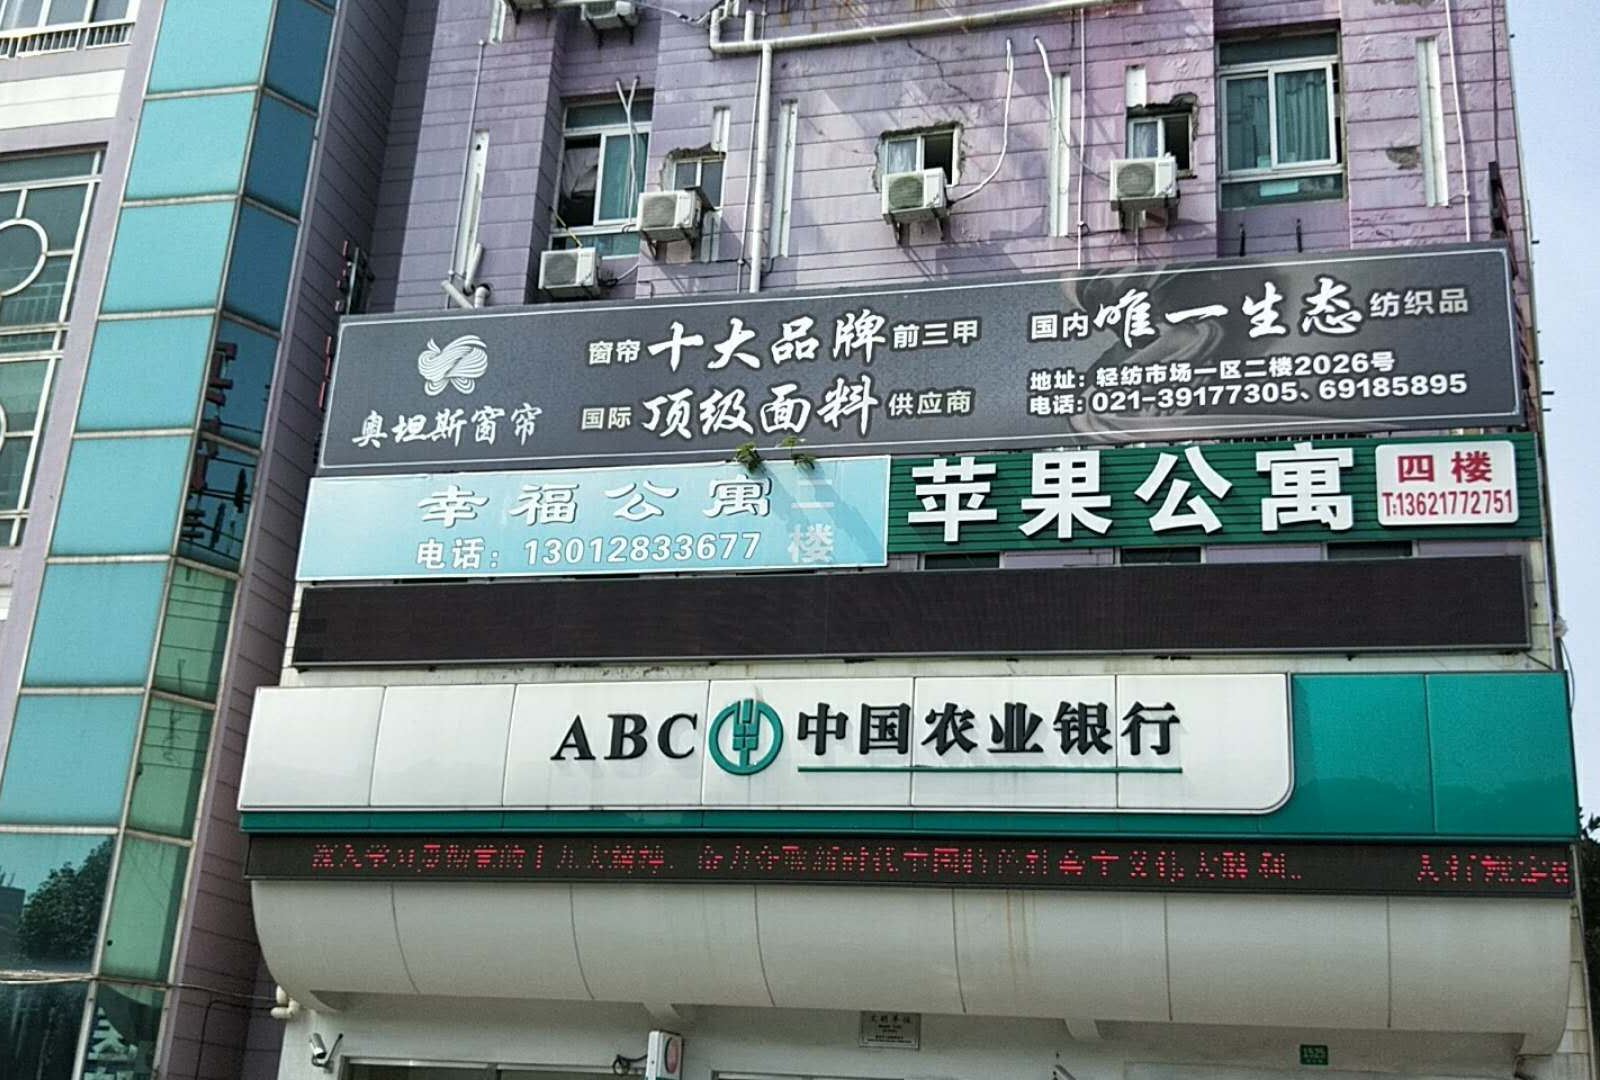 窗帘十大品牌前三甲
国内唯一生态纺织品
国际顶级面料供应商
地址：轻纺市场一区二楼2026号
电话：021-39177305、69185895
奥坦斯窗帘
幸福公寓三楼
电话：13012833677
苹果公寓
四楼
T:13621772751
ABC 中国农业银行